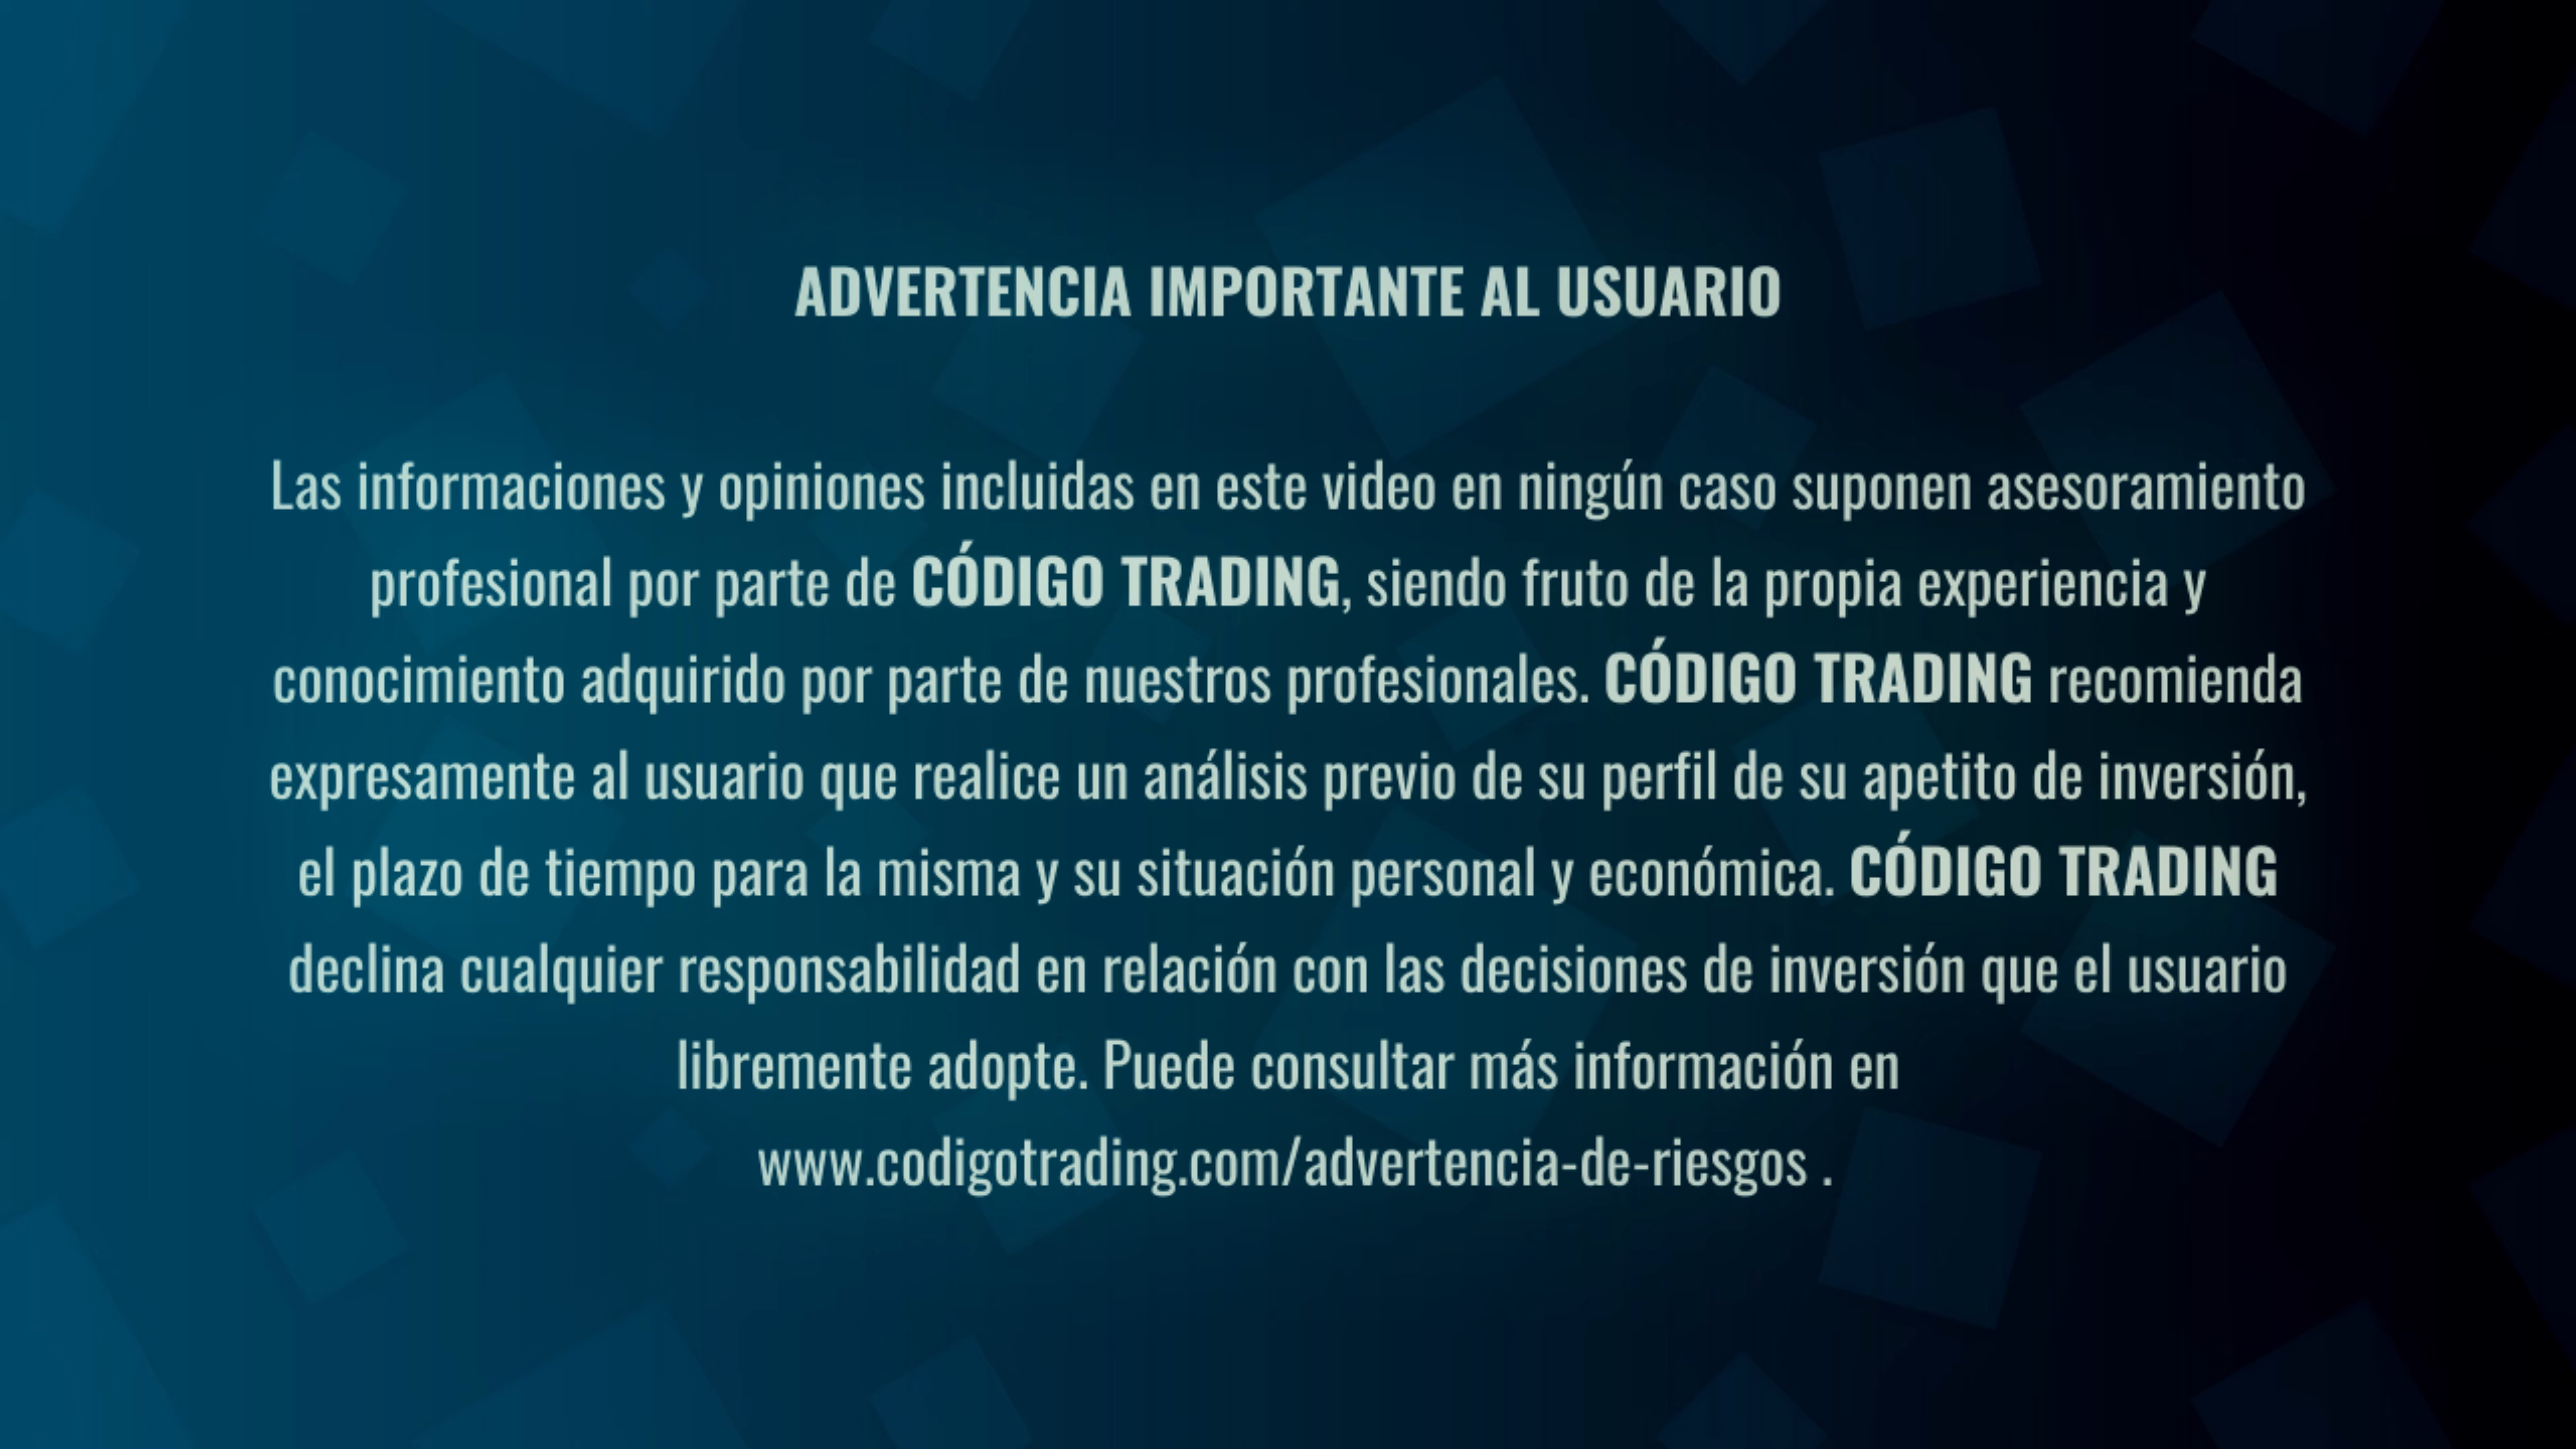 ADVERTENCIA IMPORTANTE AL USUARIO
Las informaciones y opiniones incluidas en este video en ningún caso suponen asesoramiento
profesional por parte de CÓDIGO TRADING, siendo fruto de la propia experiencia y
conocimiento adquirido por parte de nuestros profesionales. CÓDIGO TRADING recomienda
expresamente al usuario que realice un análisis previo de su perfil de su apetito de inversión,
el plazo de tiempo para la misma y su situación personal y económica. CÓDIGO TRADING
declina cualquier responsabilidad en relación con las decisiones de inversión que el usuario
libremente adopte. Puede consultar más información en
www.codigotrading.com/advertencia-de-riesgos .